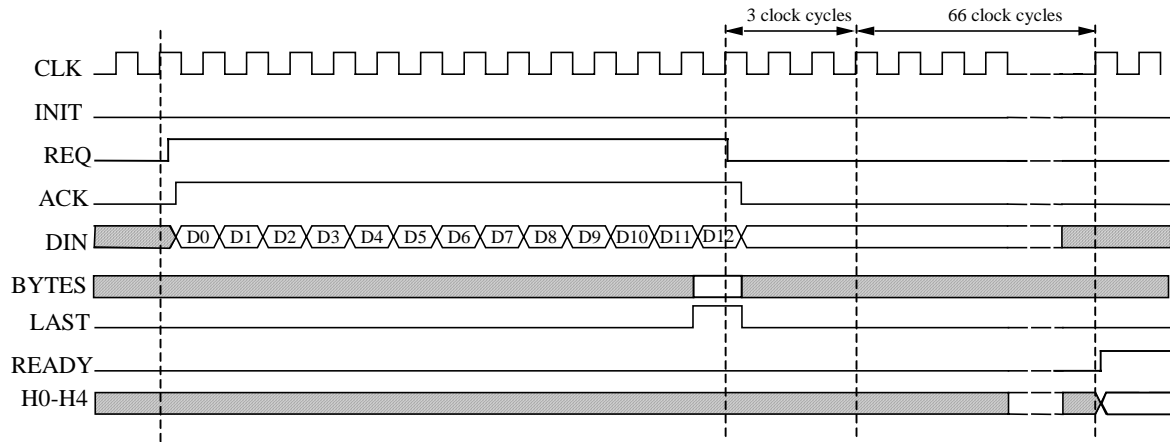 3 clock cycles
66 clock cycles
CLK
INIT
REQ
ACK
DIN
D0 D1 D2 D3 D4 D5 D6 D7 D8 D9 D10 D11 D12
BYTES
LAST
READY
H0-H4